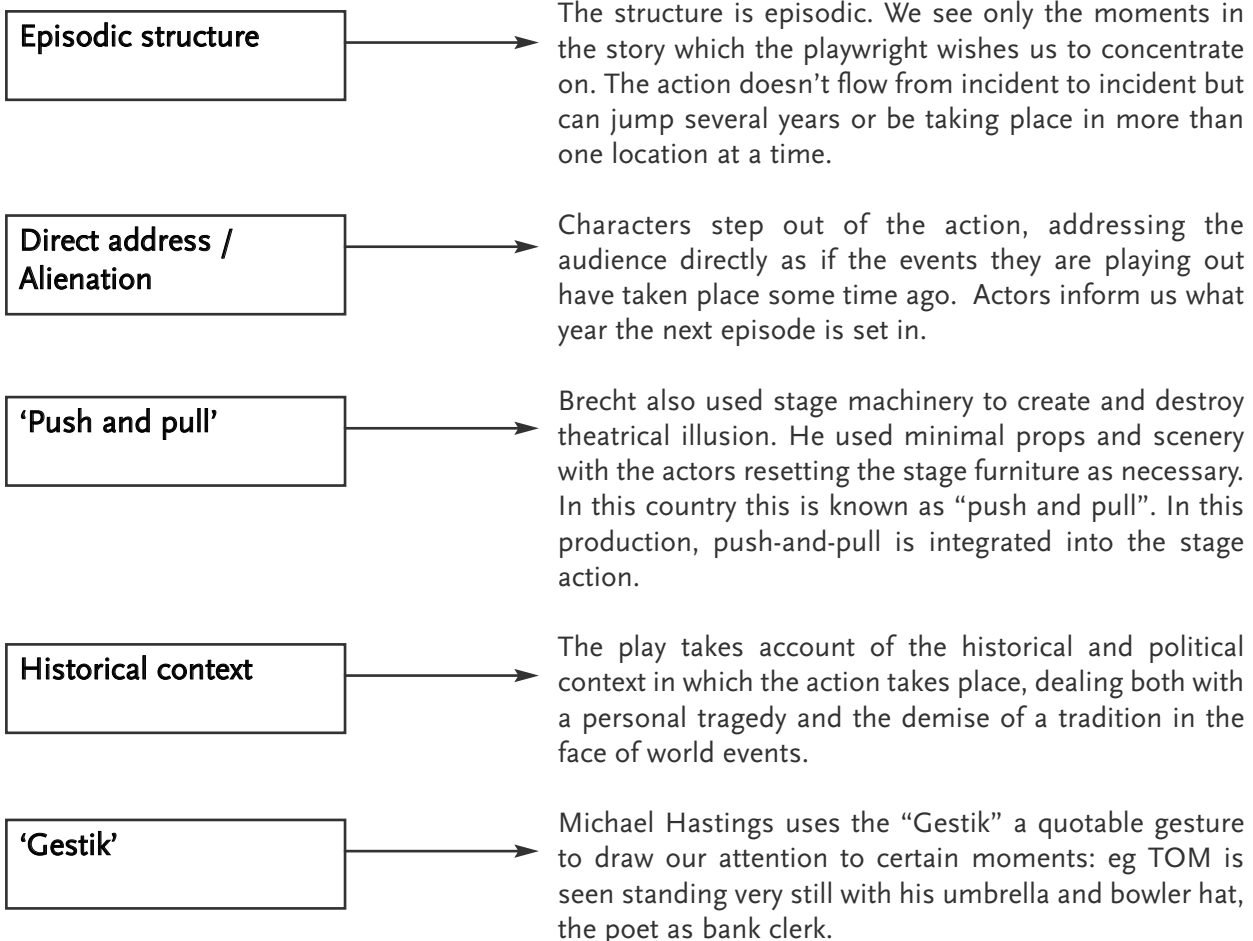 Episodic structure
The structure is episodic. We see only the moments in
the story which the playwright wishes us to concentrate
on. The action doesn’t flow from incident to incident but
can jump several years or be taking place in more than
one location at a time.
Direct address /
Alienation
Characters step out of the action, addressing the
audience directly as if the events they are playing out
have taken place some time ago.  Actors inform us what
year the next episode is set in.
‘Push and pull’
Brecht also used stage machinery to create and destroy
theatrical illusion. He used minimal props and scenery
with the actors resetting the stage furniture as necessary.
In this country this is known as “push and pull”. In this
production, push-and-pull is integrated into the stage
action.
Historical context
The play takes account of the historical and political
context in which the action takes place, dealing both with
a personal tragedy and the demise of a tradition in the
face of world events.
‘Gestik’
Michael Hastings uses the “Gestik” a quotable gesture
to draw our attention to certain moments: eg TOM is
seen standing very still with his umbrella and bowler hat,
the poet as bank clerk.